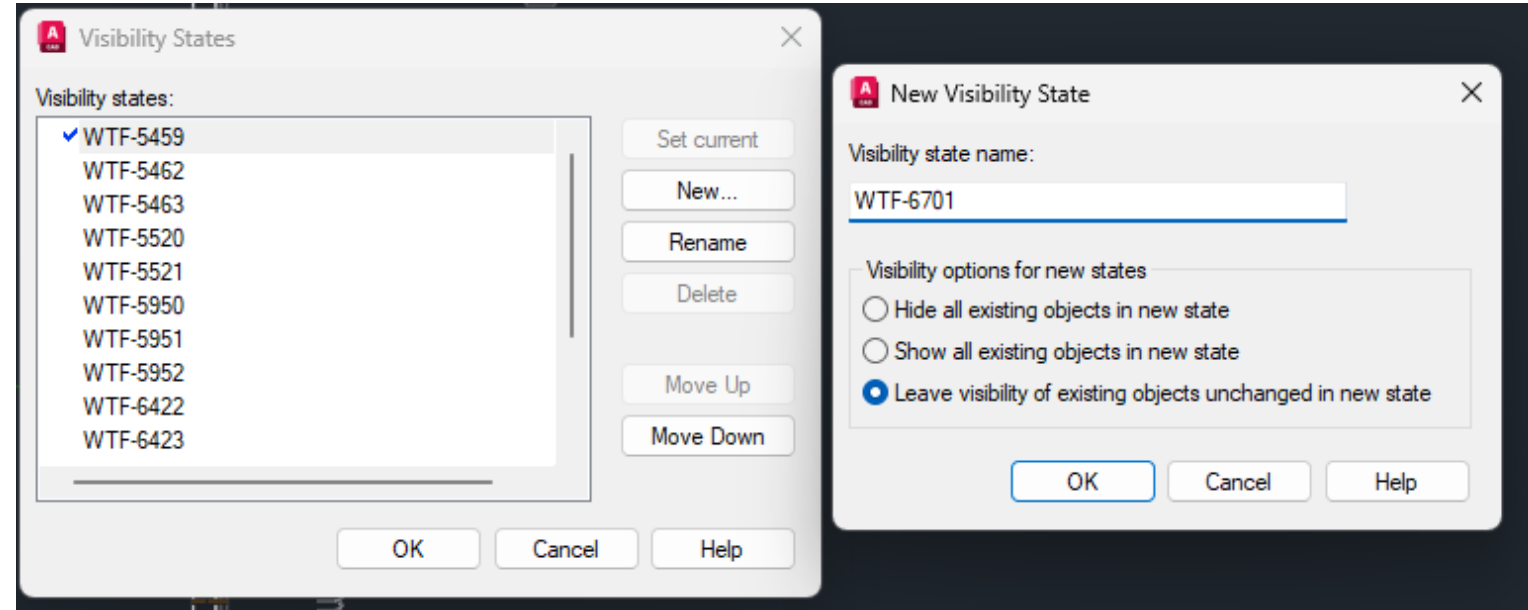 Visibility States
Visibility states:
WTF-5459
WTF-5462
WTF-5463
WTF-5520
WTF-5521
WTF-5950
WTF-5951
WTF-5952
WTF-6422
WTF-6423
Set current
New...
Rename
Delete
Move Up
Move Down
OK Cancel Help
A CAD New Visibility State
Visibility state name:
WTF-6701
Visibility options for new states
Hide all existing objects in new state
Show all existing objects in new state
Leave visibility of existing objects unchanged in new state
OK Cancel Help